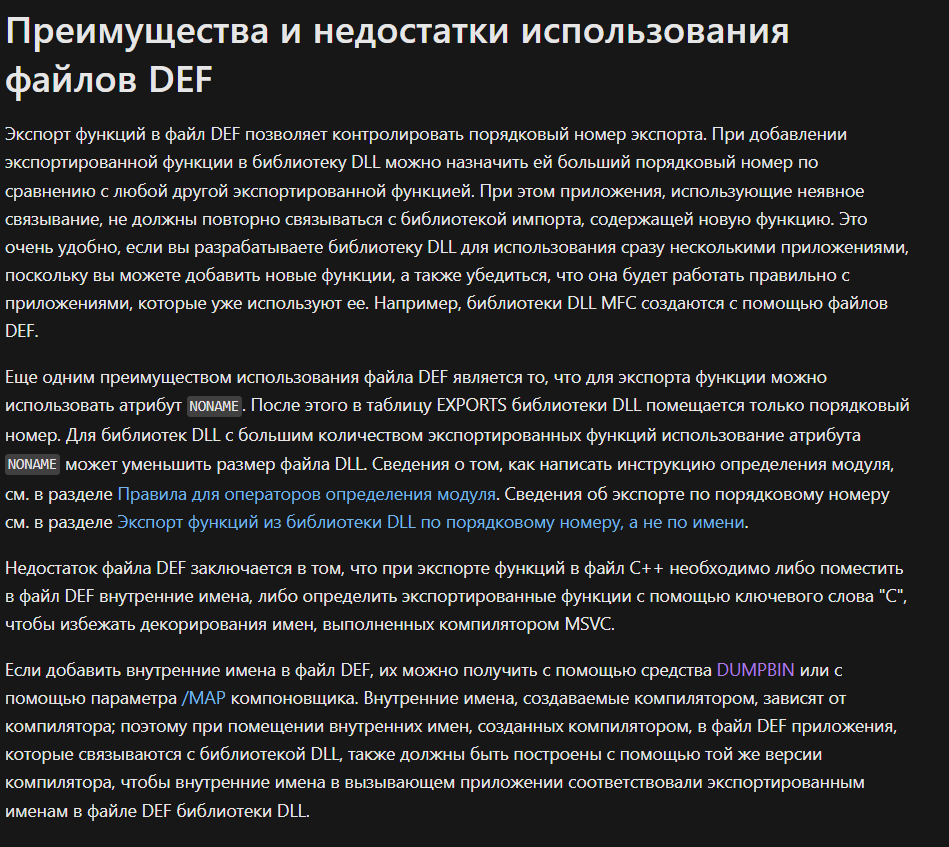 Преимущества и недостатки использования
файлов DEF
Экспорт функций в файл DEF позволяет контролировать порядковый номер экспорта. При добавлении
экспортированной функции в библиотеку DLL можно назначить ей больший порядковый номер по
сравнению с любой другой экспортированной функцией. При этом приложения, использующие неявное
связывание, не должны повторно связываться с библиотекой импорта, содержащей новую функцию. Это
очень удобно, если вы разрабатываете библиотеку DLL для использования сразу несколькими приложениями,
поскольку вы можете добавить новые функции, а также убедиться, что она будет работать правильно с
приложениями, которые уже используют ее. Например, библиотеки DLL MFC создаются с помощью файлов
DEF.
Еще одним преимуществом использования файла DEF является то, что для экспорта функции можно
использовать атрибут NONAME. После этого в таблицу EXPORTS библиотеки DLL помещается только порядковый
номер. Для библиотек DLL с большим количеством экспортированных функций использование атрибута
NONAME может уменьшить размер файла DLL. Сведения о том, как написать инструкцию определения модуля,
см. в разделе Правила для операторов определения модуля. Сведения об экспорте по порядковому номеру
см. в разделе Экспорт функций из библиотеки DLL по порядковому номеру, а не по имени.
Недостаток файла DEF заключается в том, что при экспорте функций в файл C++ необходимо либо поместить
в файл DEF внутренние имена, либо определить экспортированные функции с помощью ключевого слова "C",
чтобы избежать декорирования имен, выполненных компилятором MSVC.
Если добавить внутренние имена в файл DEF, их можно получить с помощью средства DUMPBIN или с
помощью параметра /MAP компоновщика. Внутренние имена, создаваемые компилятором, зависят от
компилятора; поэтому при помещении внутренних имен, созданных компилятором, в файл DEF приложения,
которые связываются с библиотекой DLL, также должны быть построены с помощью той же версии
компилятора, чтобы внутренние имена в вызывающем приложении соответствовали экспортированным
именам в файле DEF библиотеки DLL.